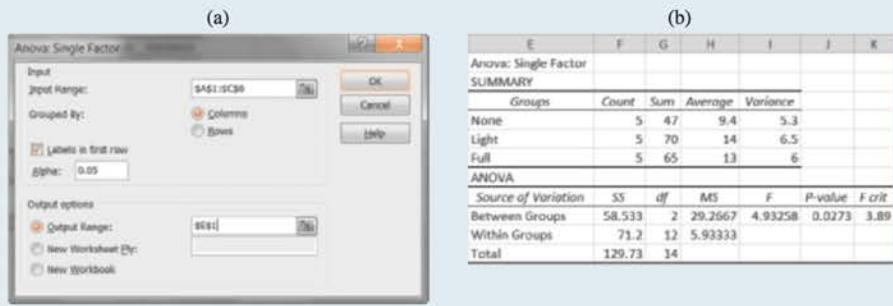 (a)
(b)
Anova: Single Factor
Input
Input Range:
$A$1:$C$6
OK
Grouped By:
Columns
Cancel
Rows
Help
Labels in first row
Alpha: 0.05
Output options
Output Range:
$E$1
New Worksheet Ply:
New Workbook
E F G H I J K
Anova: Single Factor
SUMMARY
Groups Count Sum Average Variance
None 5 47 9.4 5.3
Light 5 70 14 6.5
Full 5 65 13 6
ANOVA
Source of Variation SS df MS F P-value F crit
Between Groups 58.533 2 29.2667 4.93258 0.0273 3.89
Within Groups 71.2 12 5.93333
Total 129.73 14